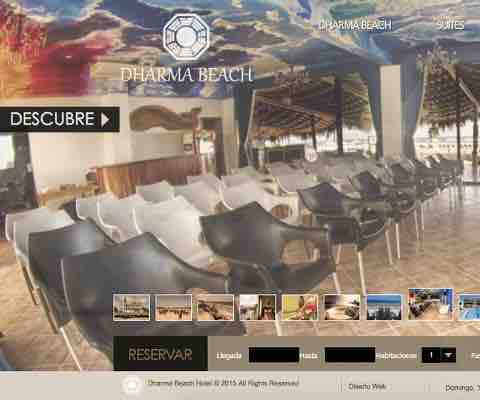 DHARMA BEACH
SUITES
DHARMA BEACH
DESCUBRE
RESERVAR
Llegada
Hasta
Habitaciones
1
Dharma Beach Hotel © 2015 All Rights Reserved
Diseño Web
Domingo,